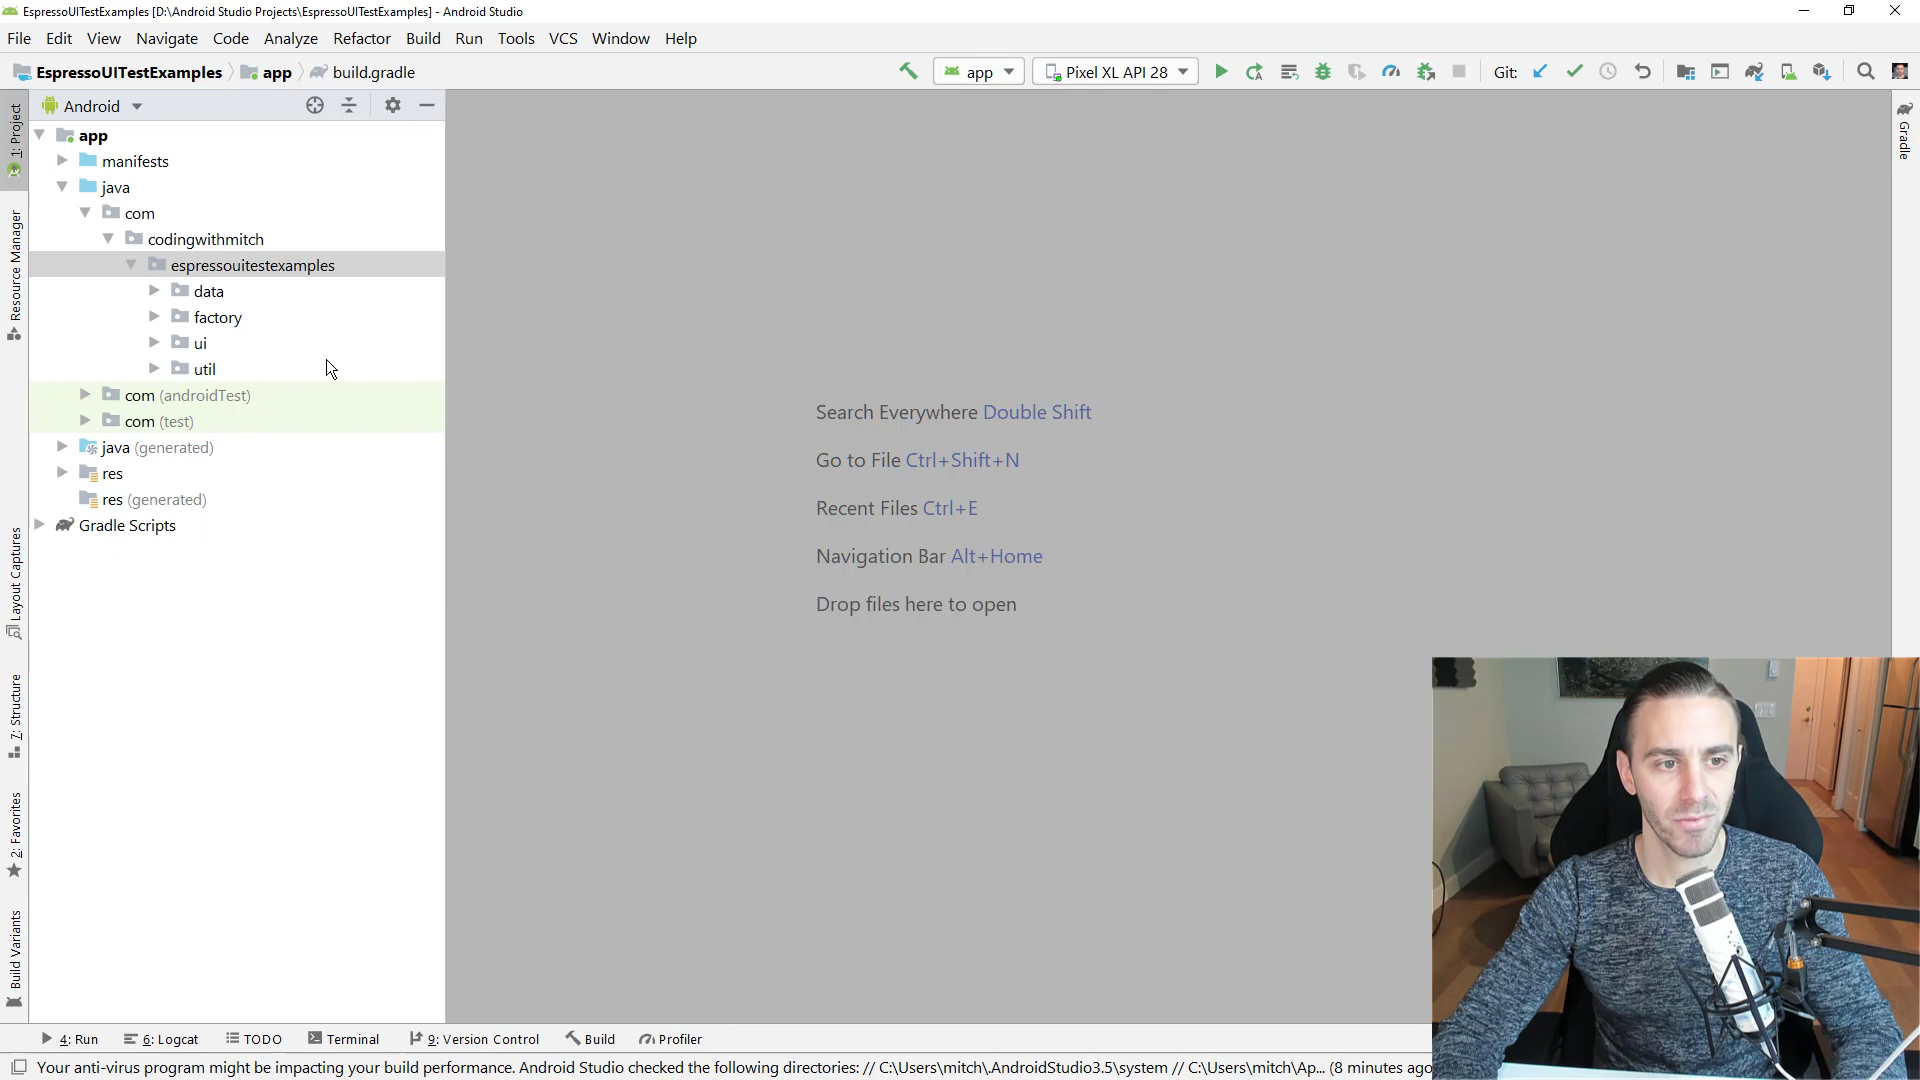 EspressoUITestExamples [D:\Android Studio Projects\EspressoUITestExamples] - Android Studio
File Edit View Navigate Code Analyze Refactor Build Run Tools VCS Window Help
EspressoUITestExamples app build.gradle app Pixel XL API 28 Git:
Android
1: Project
Resource Manager
Layout Captures
7: Structure
2: Favorites
Build Variants
app
manifests
java
com
codingwithmitch
espressouitestexamples
data
factory
ui
util
com (androidTest)
com (test)
java (generated)
res
res (generated)
Gradle Scripts
Search Everywhere Double Shift
Go to File Ctrl+Shift+N
Recent Files Ctrl+E
Navigation Bar Alt+Home
Drop files here to open
Gradle
4: Run 6: Logcat TODO Terminal 9: Version Control Build Profiler
Your anti-virus program might be impacting your build performance. Android Studio checked the following directories: // C:\Users\mitch\.AndroidStudio3.5\system // C:\Users\mitch\Ap... (8 minutes ago